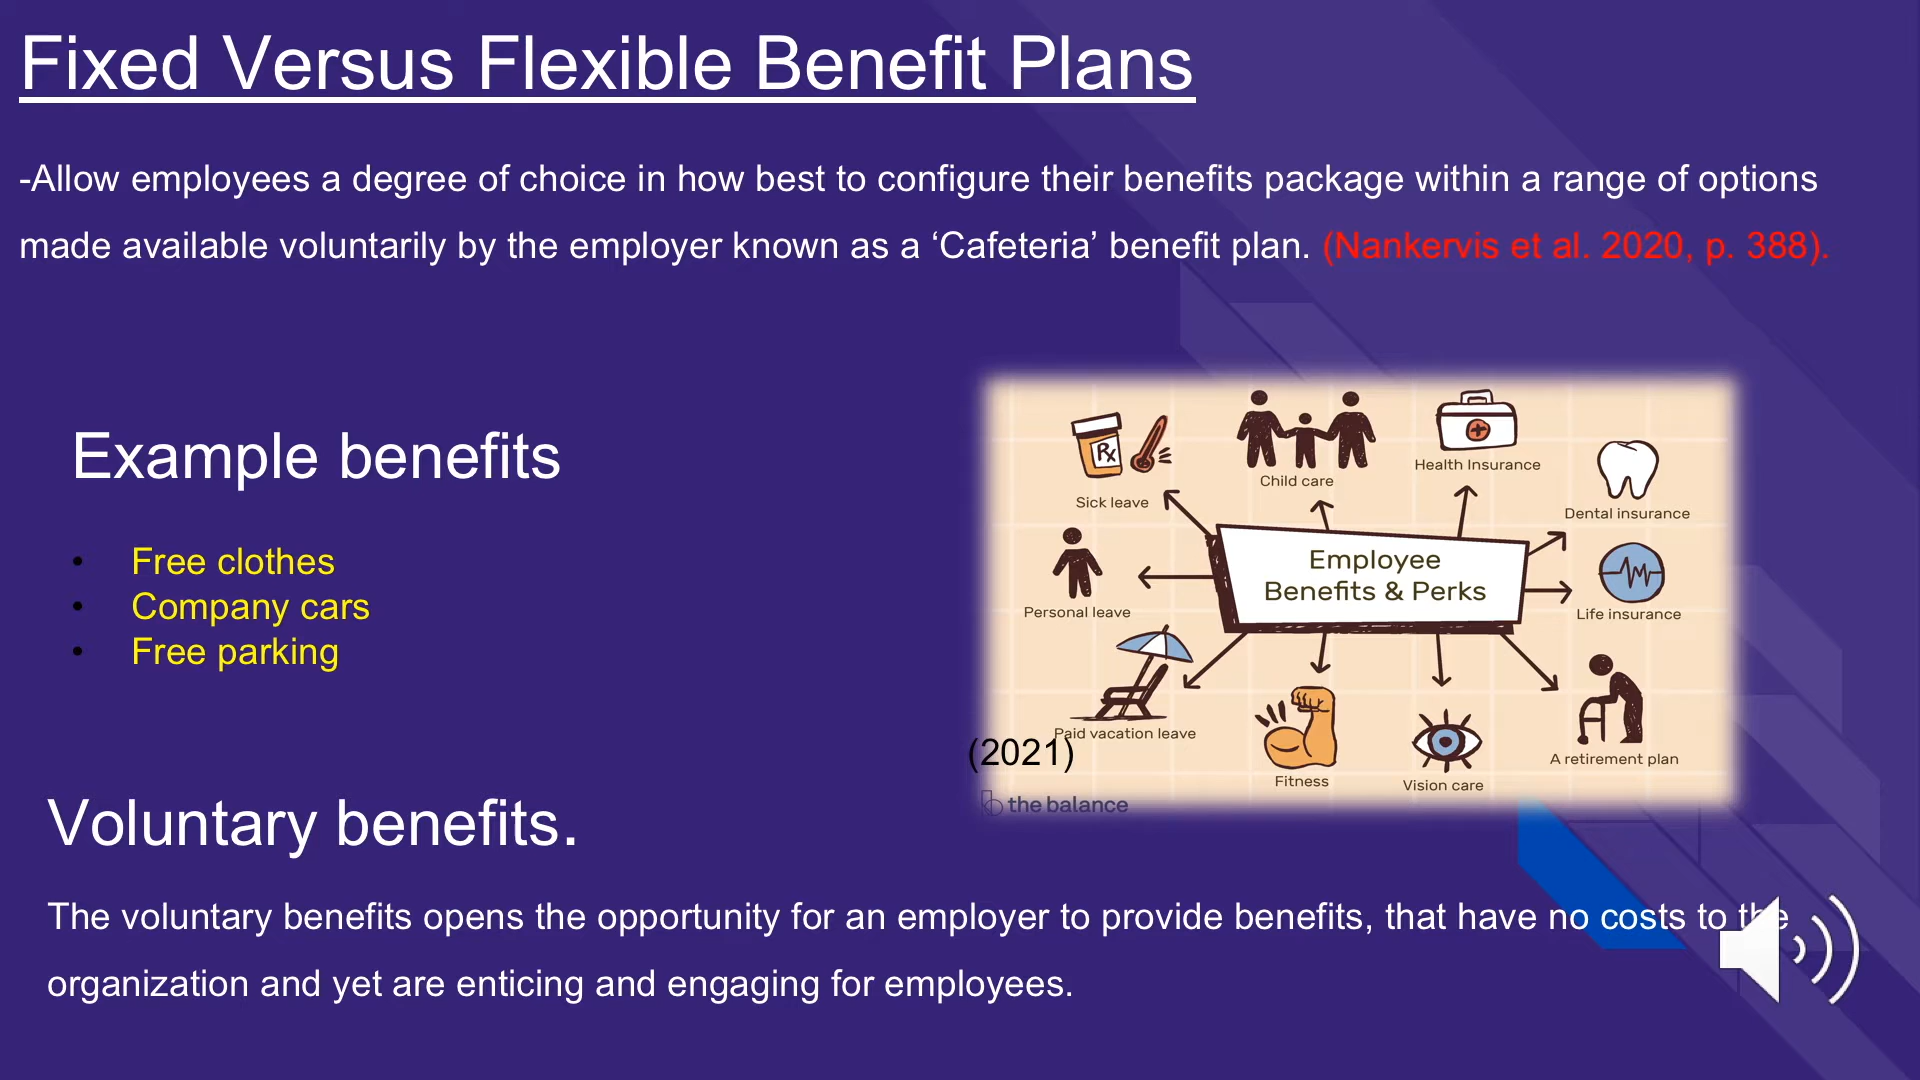 Fixed Versus Flexible Benefit Plans
-Allow employees a degree of choice in how best to configure their benefits package within a range of options
made available voluntarily by the employer known as a ‘Cafeteria’ benefit plan. (Nankervis et al. 2020, p. 388).
Example benefits
• Free clothes
• Company cars
• Free parking
Rx
Sick leave
Child care
Health Insurance
Dental insurance
Personal leave
Employee
Benefits & Perks
Life insurance
Paid vacation leave
Fitness
Vision care
A retirement plan
(2021)
the balance
Voluntary benefits.
The voluntary benefits opens the opportunity for an employer to provide benefits, that have no costs to the
organization and yet are enticing and engaging for employees.